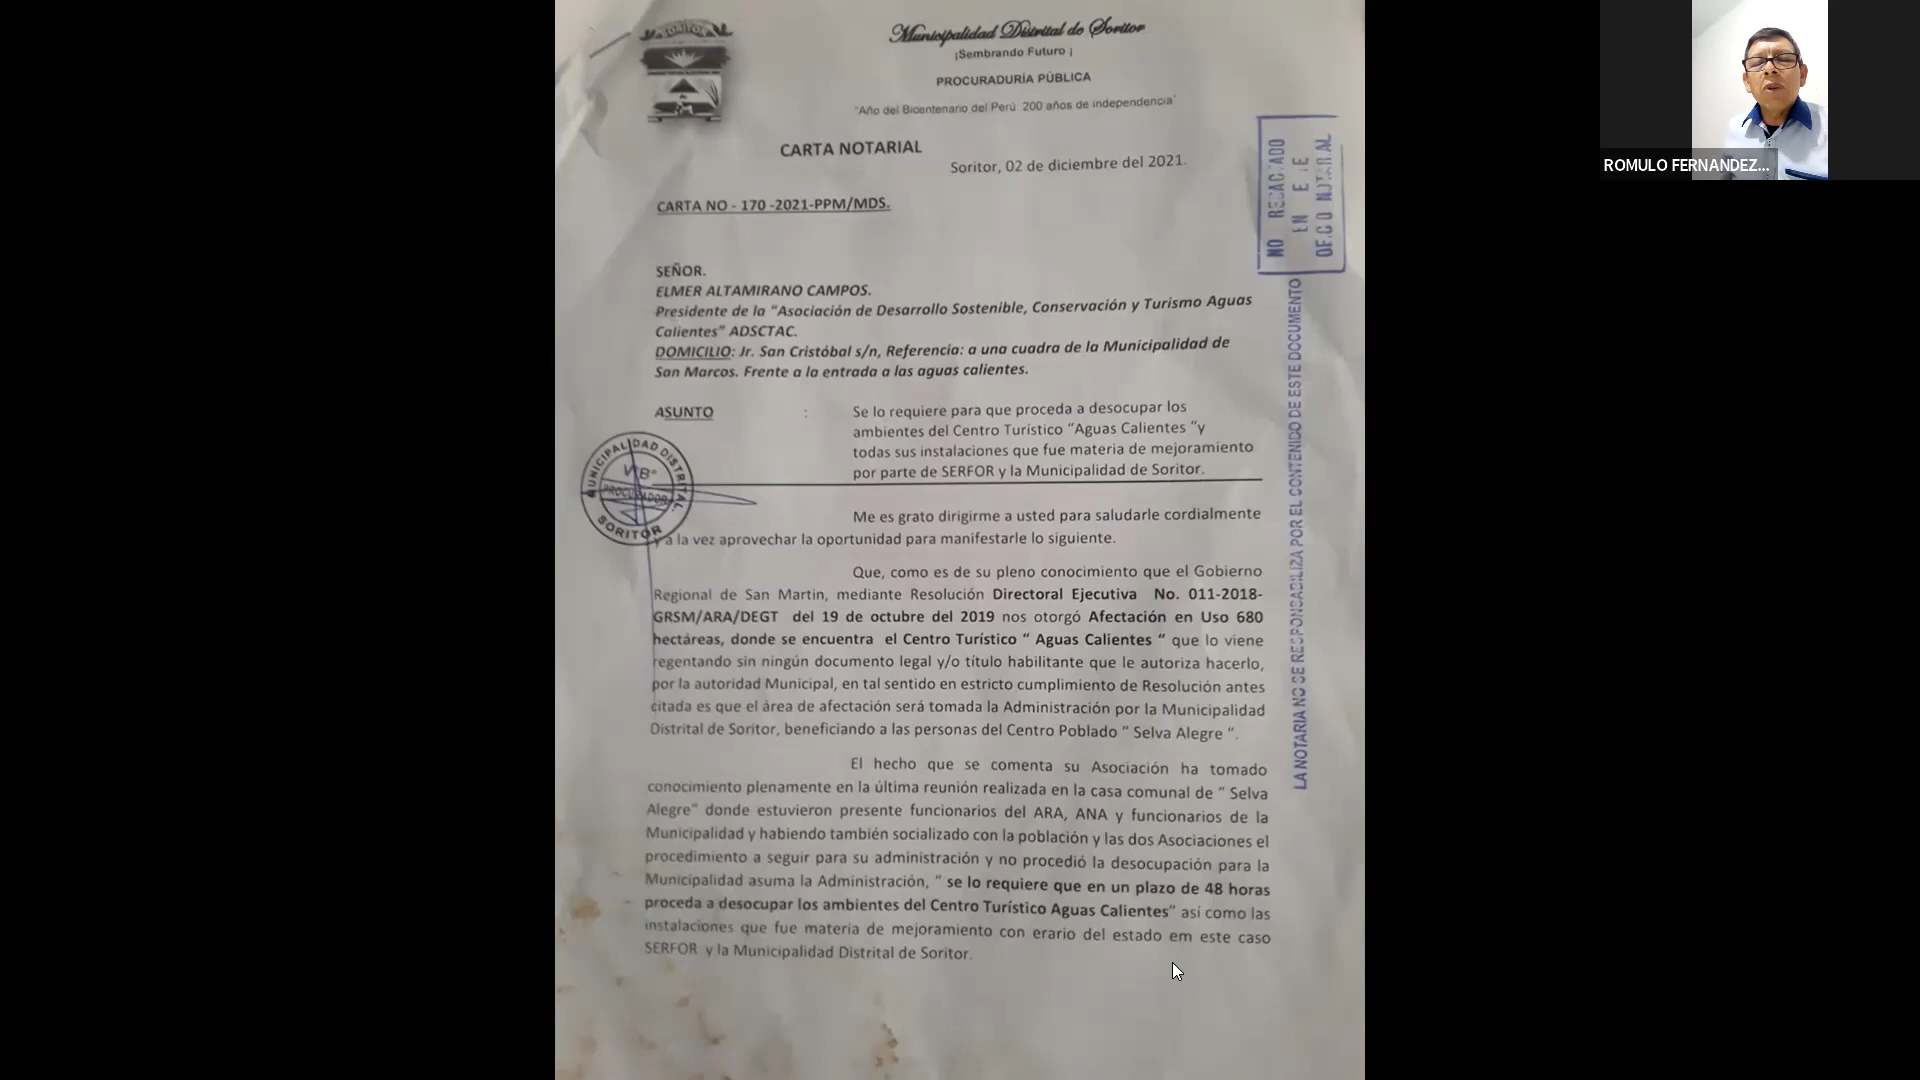 SORITOR
Municipalidad Distrital de Soritor
¡Sembrando Futuro ¡
PROCURADURÍA PÚBLICA
"Año del Bicentenario del Perú: 200 años de independencia"
CARTA NOTARIAL
Soritor, 02 de diciembre del 2021.
CARTA NO - 170 -2021-PPM/MDS.
SEÑOR.
ELMER ALTAMIRANO CAMPOS.
Presidente de la "Asociación de Desarrollo Sostenible, Conservación y Turismo Aguas
Calientes" ADSCTAC.
DOMICILIO: Jr. San Cristóbal s/n, Referencia: a una cuadra de la Municipalidad de
San Marcos. Frente a la entrada a las aguas calientes.
ASUNTO : Se lo requiere para que proceda a desocupar los
ambientes del Centro Turístico "Aguas Calientes "y
todas sus instalaciones que fue materia de mejoramiento
por parte de SERFOR y la Municipalidad de Soritor.
MUNICIPALIDAD DISTRITAL
V°B°
PROCURADOR
SORITOR
Me es grato dirigirme a usted para saludarle cordialmente
y a la vez aprovechar la oportunidad para manifestarle lo siguiente.
Que, como es de su pleno conocimiento que el Gobierno
Regional de San Martin, mediante Resolución Directoral Ejecutiva No. 011-2018-
GRSM/ARA/DEGT del 19 de octubre del 2019 nos otorgó Afectación en Uso 680
hectáreas, donde se encuentra el Centro Turístico " Aguas Calientes " que lo viene
regentando sin ningún documento legal y/o título habilitante que le autoriza hacerlo,
por la autoridad Municipal, en tal sentido en estricto cumplimiento de Resolución antes
citada es que el área de afectación será tomada la Administración por la Municipalidad
Distrital de Soritor, beneficiando a las personas del Centro Poblado " Selva Alegre ".
El hecho que se comenta su Asociación ha tomado
conocimiento plenamente en la última reunión realizada en la casa comunal de " Selva
Alegre" donde estuvieron presente funcionarios del ARA, ANA y funcionarios de la
Municipalidad y habiendo también socializado con la población y las dos Asociaciones el
procedimiento a seguir para su administración y no procedió la desocupación para la
Municipalidad asuma la Administración, " se lo requiere que en un plazo de 48 horas
proceda a desocupar los ambientes del Centro Turístico Aguas Calientes" así como las
instalaciones que fue materia de mejoramiento con erario del estado em este caso
SERFOR y la Municipalidad Distrital de Soritor.
NO REDACTADO
EN ESTE
OFICIO NOTARIAL
LA NOTARIA NO SE RESPONSABILIZA POR EL CONTENIDO DE ESTE DOCUMENTO
ROMULO FERNANDEZ...